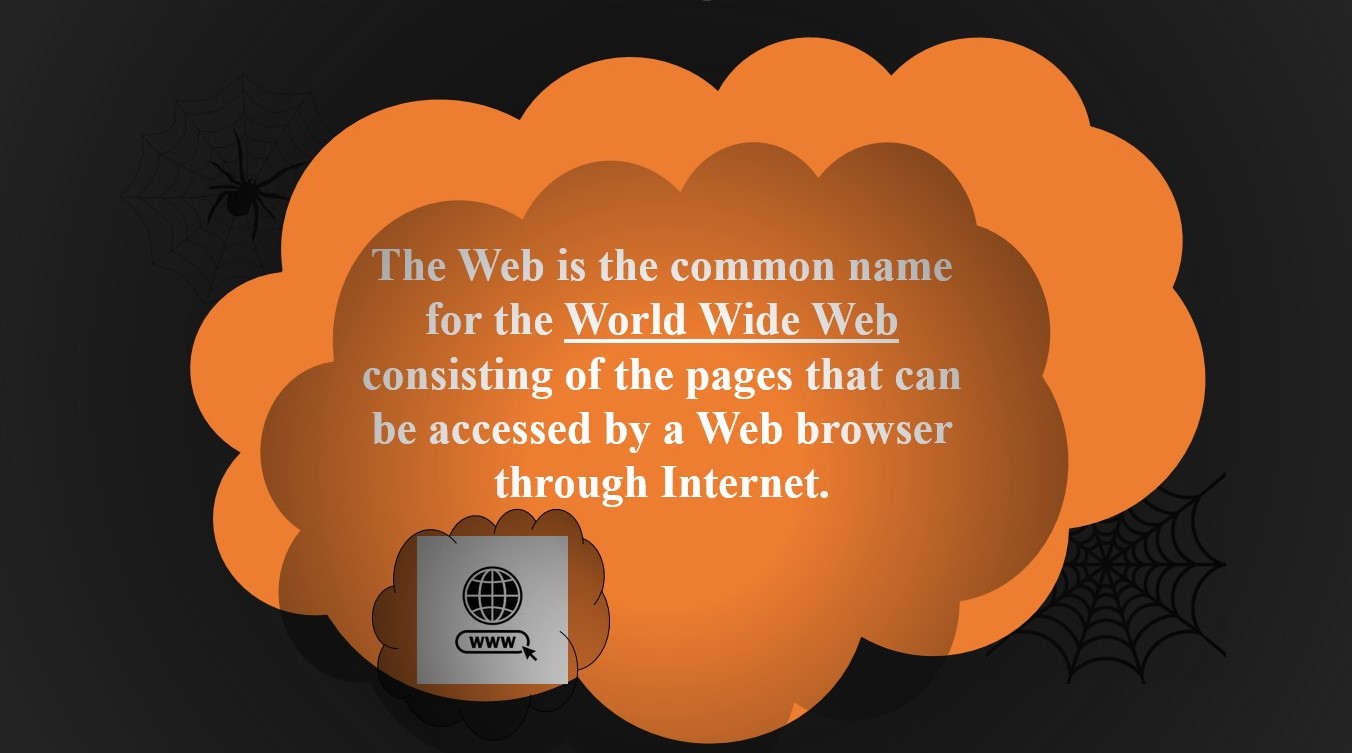 The Web is the common name
for the World Wide Web
consisting of the pages that can
be accessed by a Web browser
through Internet.
www